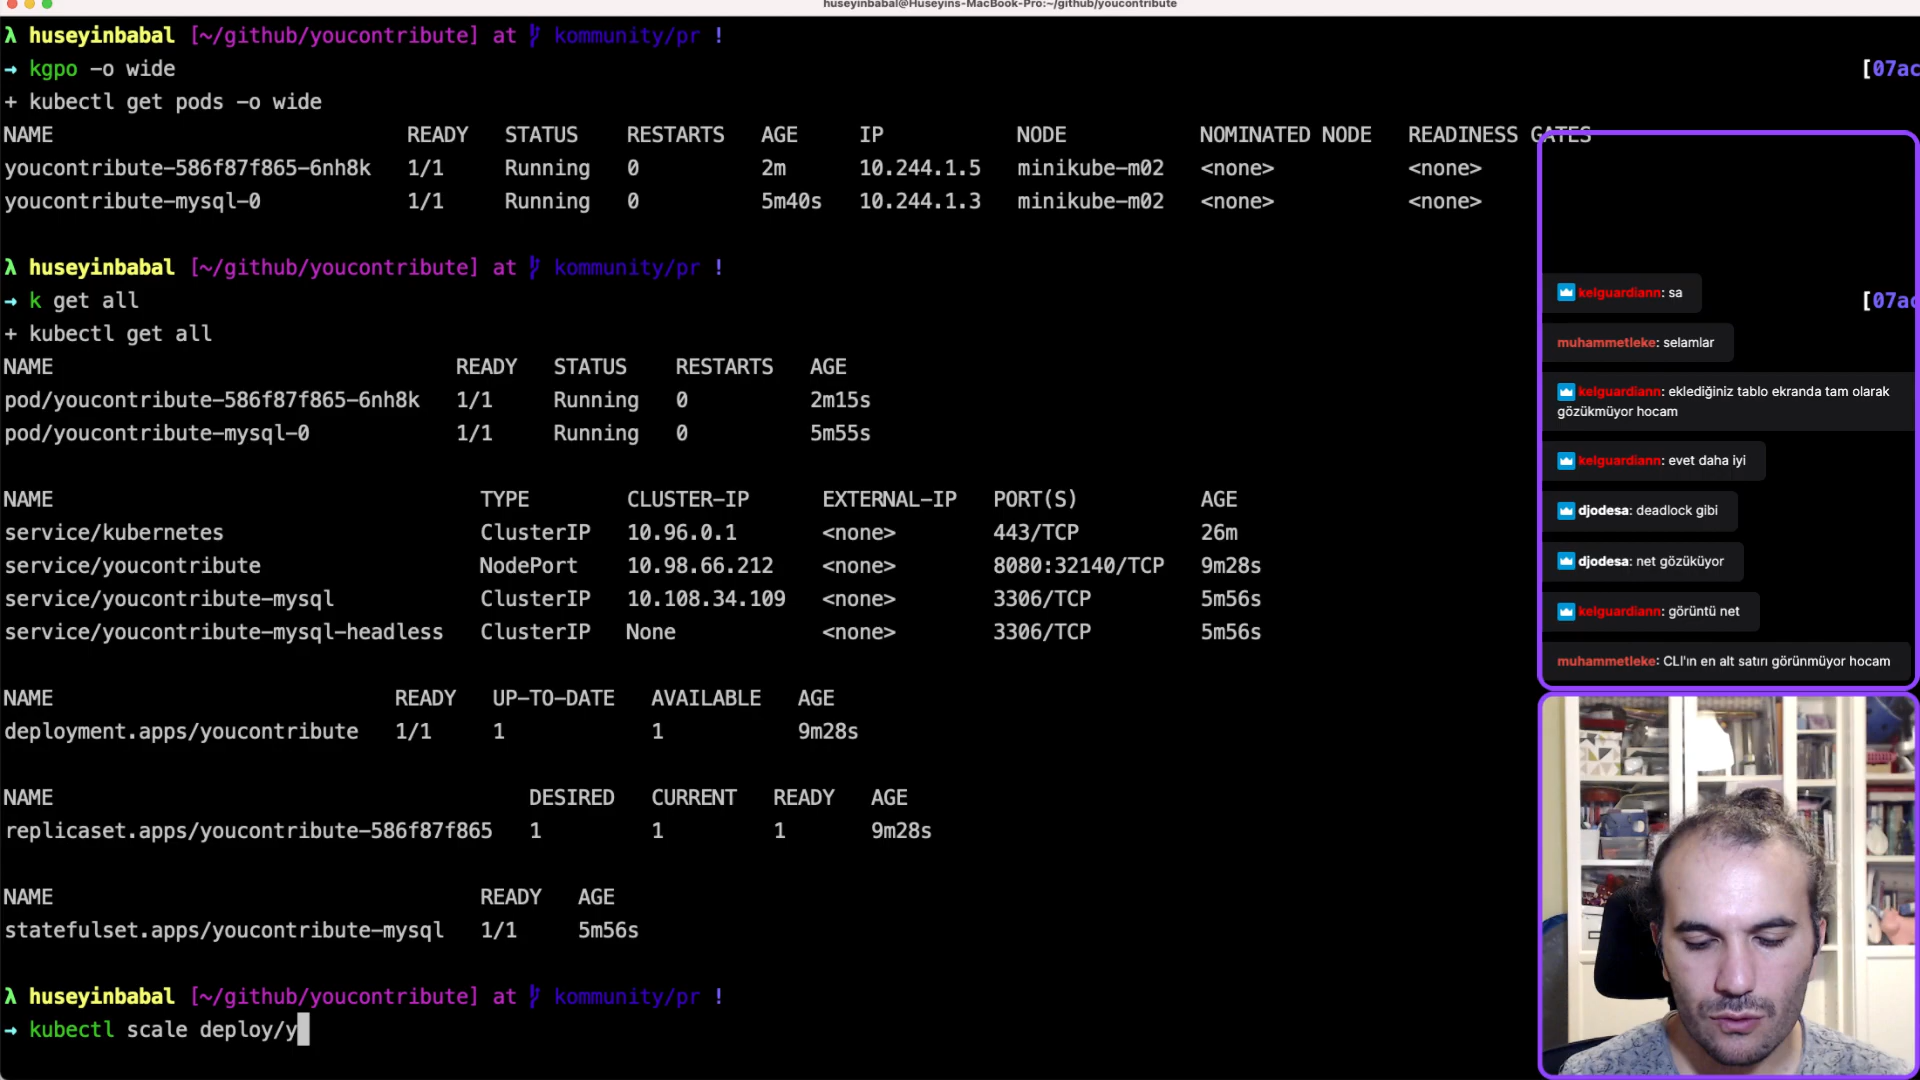 huseyinbabal@Huseyins-MacBook-Pro:~/github/youcontribute
λ huseyinbabal [~/github/youcontribute] at kommunity/pr !
→ kgpo -o wide [07ac
+ kubectl get pods -o wide
NAME READY STATUS RESTARTS AGE IP NODE NOMINATED NODE READINESS GATES
youcontribute-586f87f865-6nh8k 1/1 Running 0 2m 10.244.1.5 minikube-m02 <none> <none>
youcontribute-mysql-0 1/1 Running 0 5m40s 10.244.1.3 minikube-m02 <none> <none>
λ huseyinbabal [~/github/youcontribute] at kommunity/pr !
→ k get all [07ac
+ kubectl get all
NAME READY STATUS RESTARTS AGE
pod/youcontribute-586f87f865-6nh8k 1/1 Running 0 2m15s
pod/youcontribute-mysql-0 1/1 Running 0 5m55s
NAME TYPE CLUSTER-IP EXTERNAL-IP PORT(S) AGE
service/kubernetes ClusterIP 10.96.0.1 <none> 443/TCP 26m
service/youcontribute NodePort 10.98.66.212 <none> 8080:32140/TCP 9m28s
service/youcontribute-mysql ClusterIP 10.108.34.109 <none> 3306/TCP 5m56s
service/youcontribute-mysql-headless ClusterIP None <none> 3306/TCP 5m56s
NAME READY UP-TO-DATE AVAILABLE AGE
deployment.apps/youcontribute 1/1 1 1 9m28s
NAME DESIRED CURRENT READY AGE
replicaset.apps/youcontribute-586f87f865 1 1 1 9m28s
NAME READY AGE
statefulset.apps/youcontribute-mysql 1/1 5m56s
λ huseyinbabal [~/github/youcontribute] at kommunity/pr !
→ kubectl scale deploy/y
kelguardiann: sa
muhammetleke: selamlar
kelguardiann: eklediğiniz tablo ekranda tam olarak
gözükmüyor hocam
kelguardiann: evet daha iyi
djodesa: deadlock gibi
djodesa: net gözüküyor
kelguardiann: görüntü net
muhammetleke: CLI'ın en alt satırı görünmüyor hocam